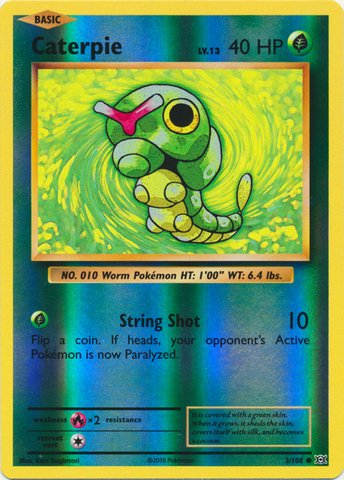 BASIC
Caterpie LV.13 40 HP
NO. 010 Worm Pokémon HT: 1'00" WT: 6.4 lbs.
String Shot 10
Flip a coin. If heads, your opponent's Active
Pokémon is now Paralyzed.
weakness ×2 resistance
It is covered with a green skin.
When it grows, it sheds the skin,
covers itself with silk, and becomes
a cocoon.
retreat
cost
Illus. Ken Sugimori ©2016 Pokémon 3/108